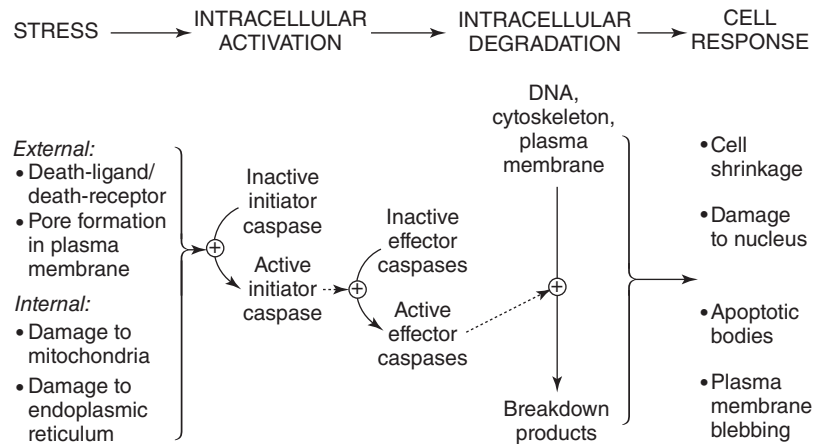 STRESS
INTRACELLULAR
ACTIVATION
INTRACELLULAR
DEGRADATION
CELL
RESPONSE
External:
• Death-ligand/
death-receptor
• Pore formation
in plasma
membrane
Internal:
• Damage to
mitochondria
• Damage to
endoplasmic
reticulum
Inactive
initiator
caspase
+
Active
initiator
caspase
Inactive
effector
caspases
+
Active
effector
caspases
DNA,
cytoskeleton,
plasma
membrane
+
Breakdown
products
• Cell
shrinkage
• Damage
to nucleus
• Apoptotic
bodies
• Plasma
membrane
blebbing